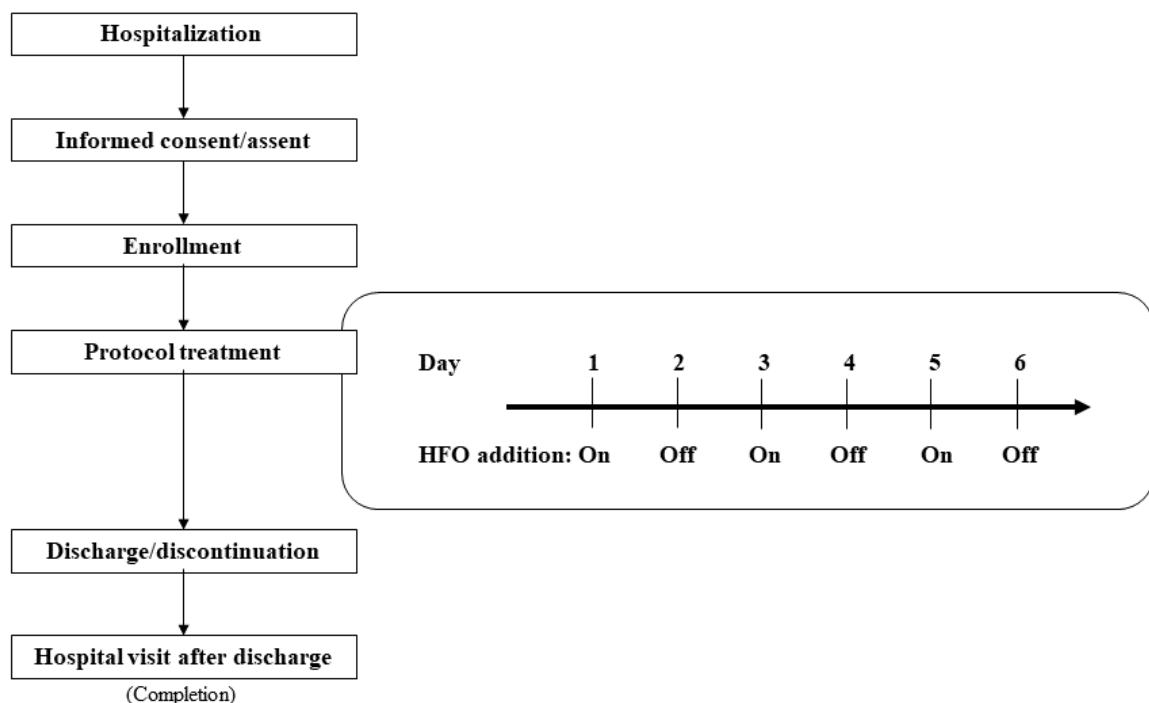 Hospitalization
Informed consent/assent
Enrollment
Protocol treatment
Day 1 2 3 4 5 6
HFO addition: On Off On Off On Off
Discharge/discontinuation
Hospital visit after discharge
(Completion)